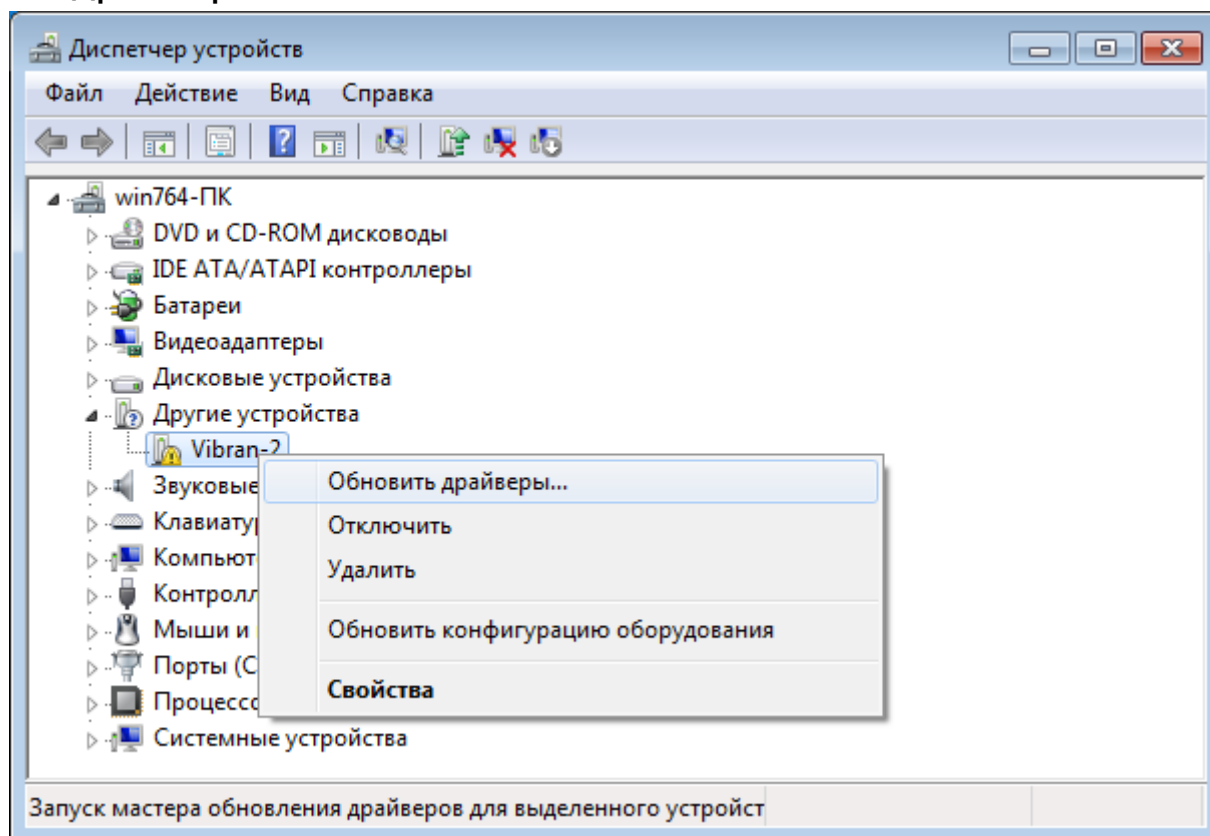 Диспетчер устройств
Файл Действие Вид Справка
win764-ПК
DVD и CD-ROM дисководы
IDE ATA/ATAPI контроллеры
Батареи
Видеоадаптеры
Дисковые устройства
Другие устройства
Vibran-2
Звуковые
Обновить драйверы...
Клавиату
Отключить
Компьют
Удалить
Контролл
Мыши и
Обновить конфигурацию оборудования
Порты (С
Свойства
Процессо
Системные устройства
Запуск мастера обновления драйверов для выделенного устройст